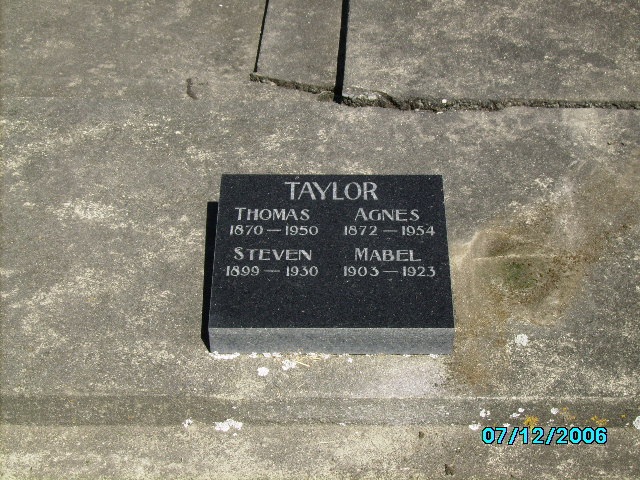 TAYLOR
THOMAS AGNES
1870 — 1950 1872 — 1954
STEVEN MABEL
1899 — 1930 1903 — 1923
07/12/2006